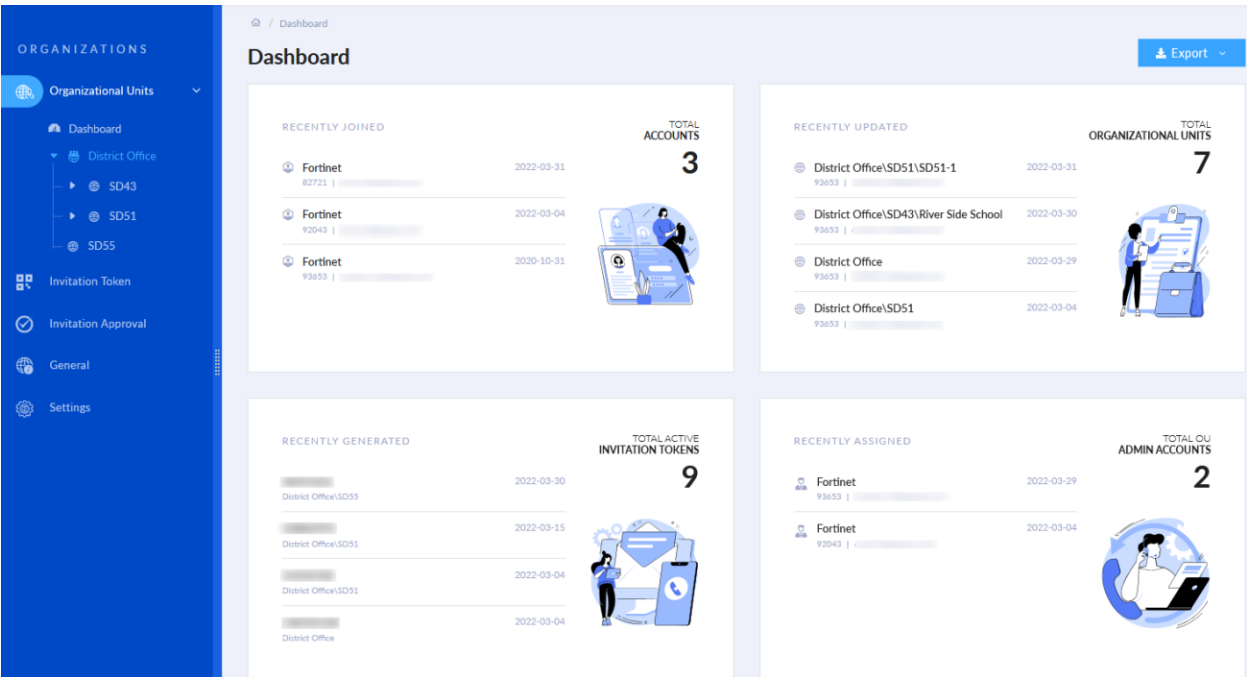 / Dashboard
ORGANIZATIONS
Dashboard
Export
Organizational Units
Dashboard
District Office
SD43
SD51
SD55
Invitation Token
Invitation Approval
General
Settings
RECENTLY JOINED
TOTAL
ACCOUNTS
3
Fortinet 2022-03-31
82721 |
Fortinet 2022-03-04
92043 |
Fortinet 2020-10-31
93653 |
RECENTLY UPDATED
TOTAL
ORGANIZATIONAL UNITS
7
District Office\SD51\SD51-1 2022-03-31
93653 |
District Office\SD43\River Side School 2022-03-30
93653 |
District Office 2022-03-29
93653 |
District Office\SD51 2022-03-04
93653 |
RECENTLY GENERATED
TOTAL ACTIVE
INVITATION TOKENS
9
2022-03-30
District Office\SD55
2022-03-15
District Office\SD51
2022-03-04
District Office\SD51
2022-03-04
District Office
RECENTLY ASSIGNED
TOTAL OU
ADMIN ACCOUNTS
2
Fortinet 2022-03-29
93653 |
Fortinet 2022-03-04
92043 |